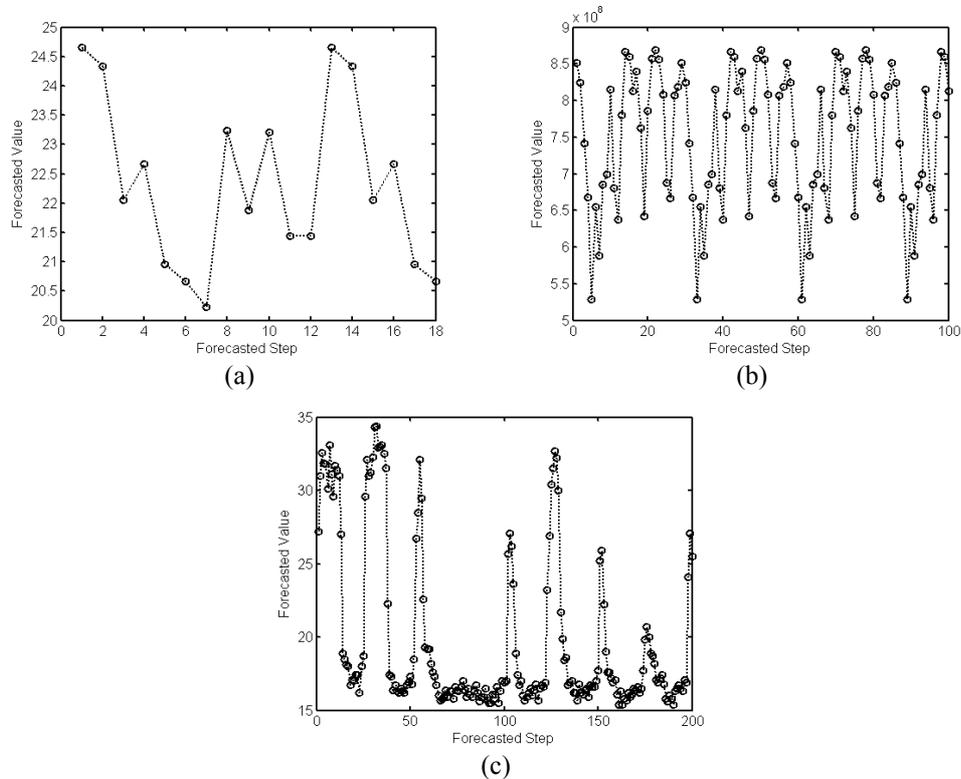 25
24.5
24
23.5
23
22.5
22
21.5
21
20.5
20
0 2 4 6 8 10 12 14 16 18
Forecasted Value
Forecasted Step
(a)
9 x 10^8
8.5
8
7.5
7
6.5
6
5.5
5
0 20 40 60 80 100
Forecasted Value
Forecasted Step
(b)
35
30
25
20
15
0 50 100 150 200
Forecasted Value
Forecasted Step
(c)